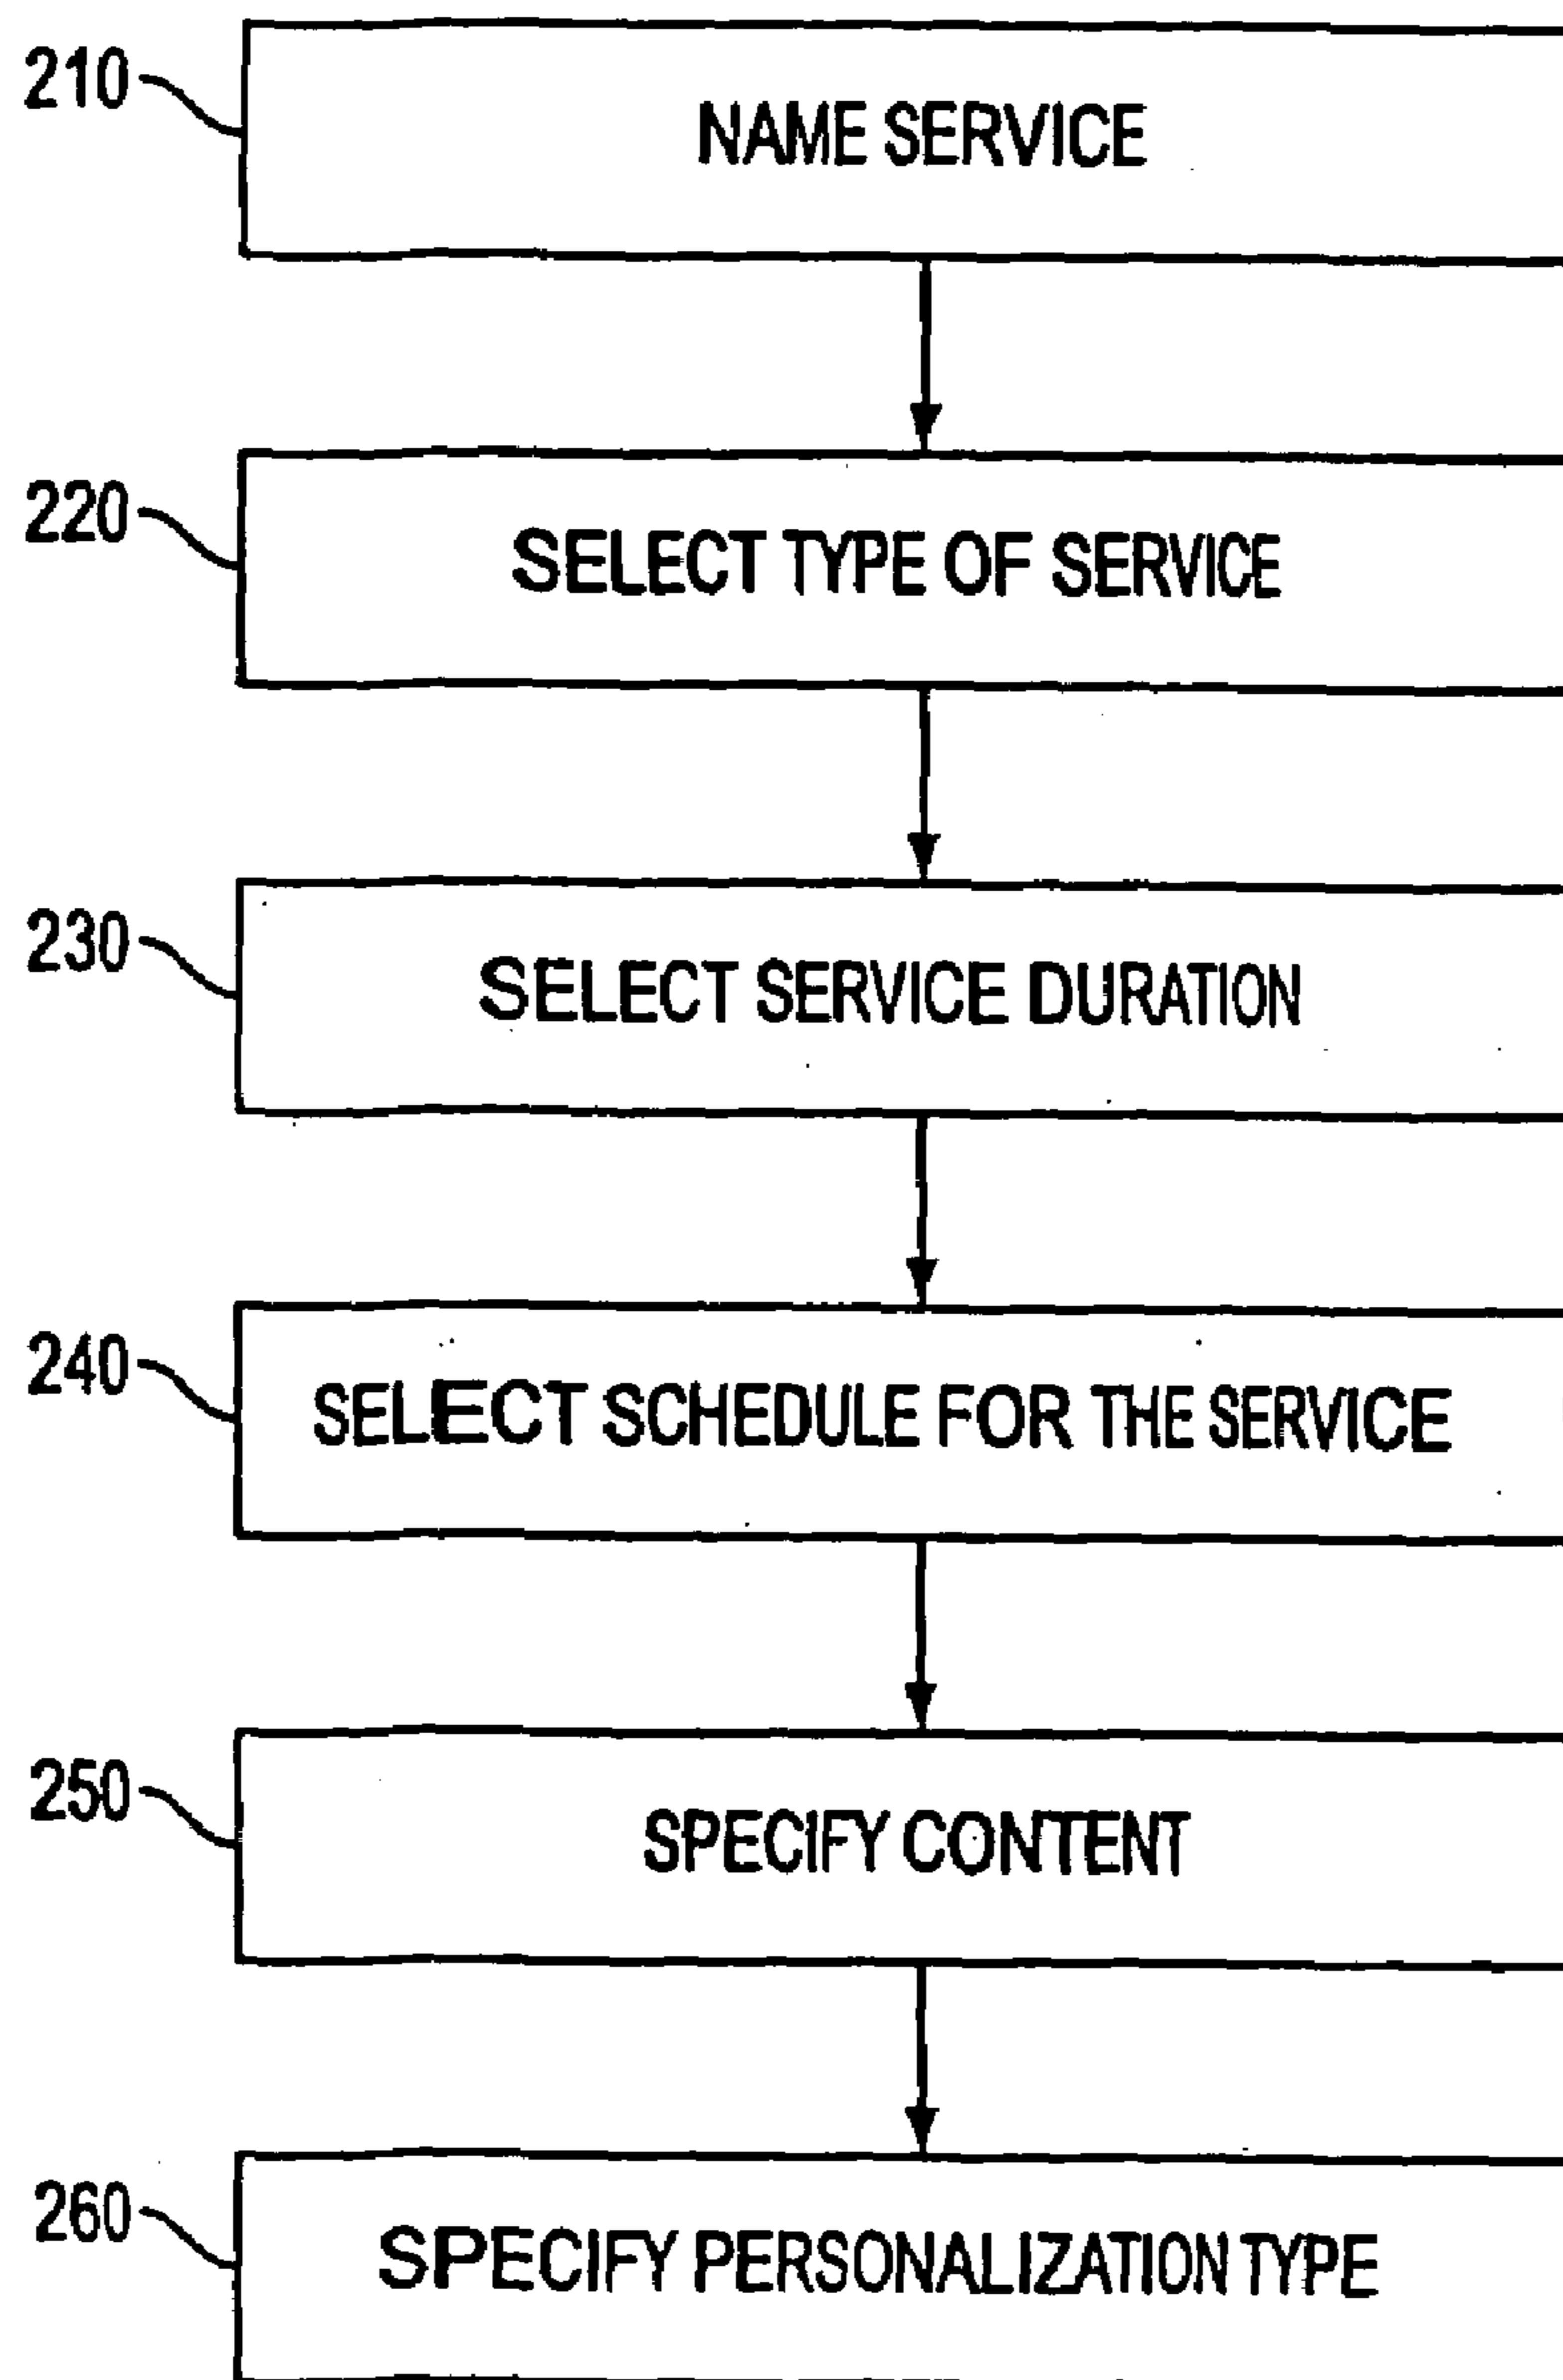 210
NAME SERVICE
220
SELECT TYPE OF SERVICE
230
SELECT SERVICE DURATION
240
SELECT SCHEDULE FOR THE SERVICE
250
SPECIFY CONTENT
260
SPECIFY PERSONALIZATION TYPE